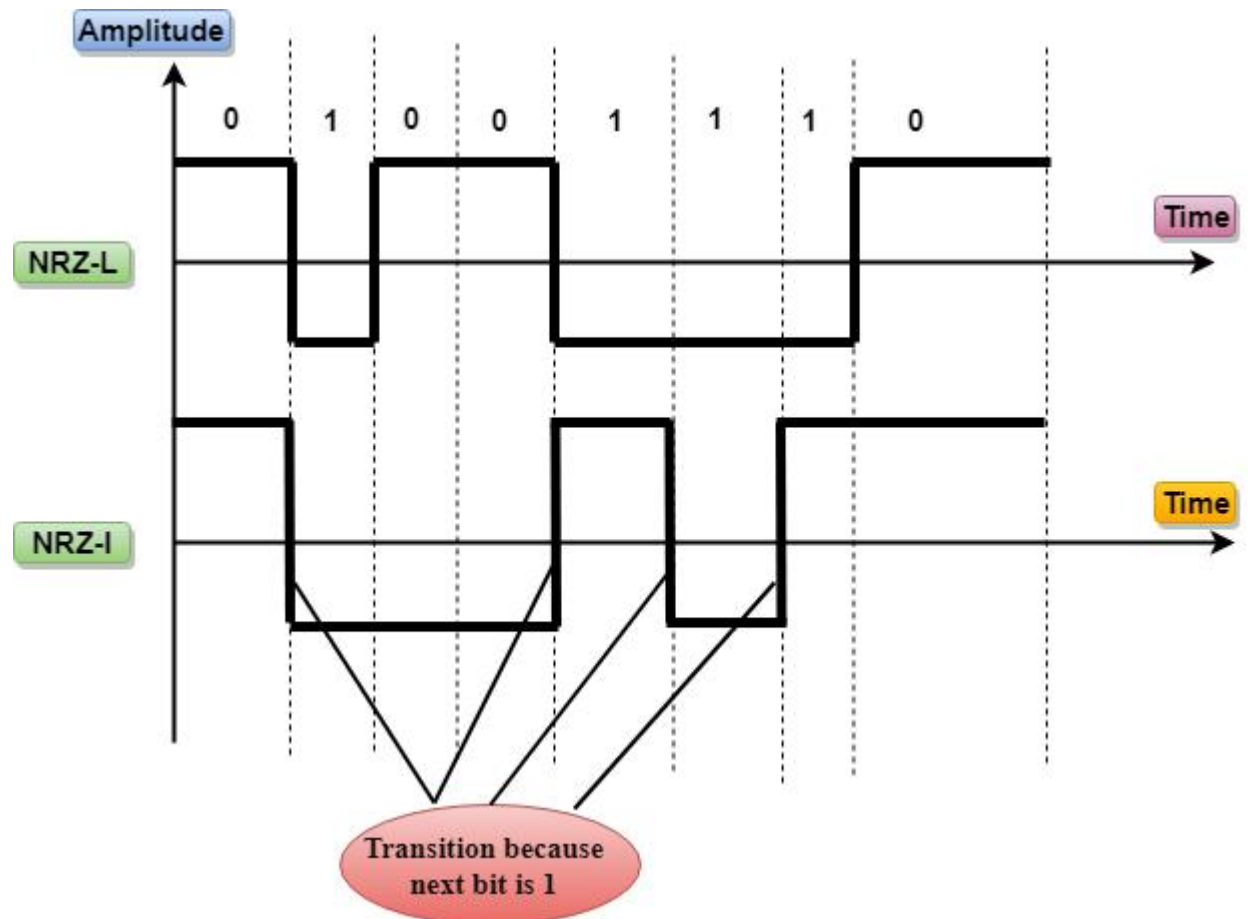 Amplitude
0 1 0 0 1 1 1 0
Time
NRZ-L
Time
NRZ-I
Transition because
next bit is 1